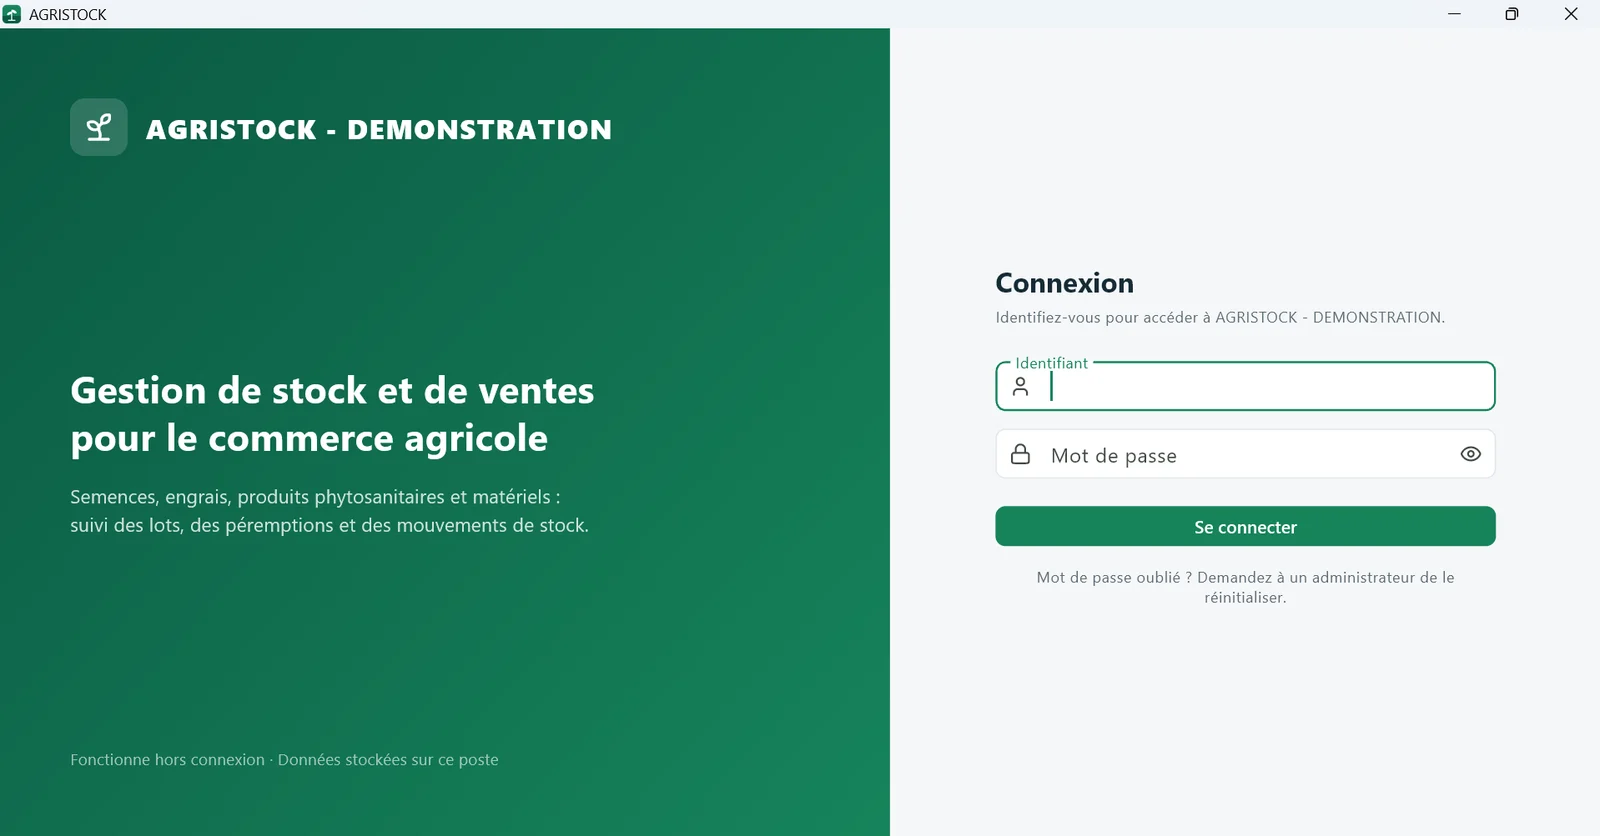 AGRISTOCK
AGRISTOCK - DEMONSTRATION
Gestion de stock et de ventes
pour le commerce agricole
Semences, engrais, produits phytosanitaires et matériels :
suivi des lots, des péremptions et des mouvements de stock.
Fonctionne hors connexion · Données stockées sur ce poste
Connexion
Identifiez-vous pour accéder à AGRISTOCK - DEMONSTRATION.
Identifiant
Mot de passe
Se connecter
Mot de passe oublié ? Demandez à un administrateur de le
réinitialiser.